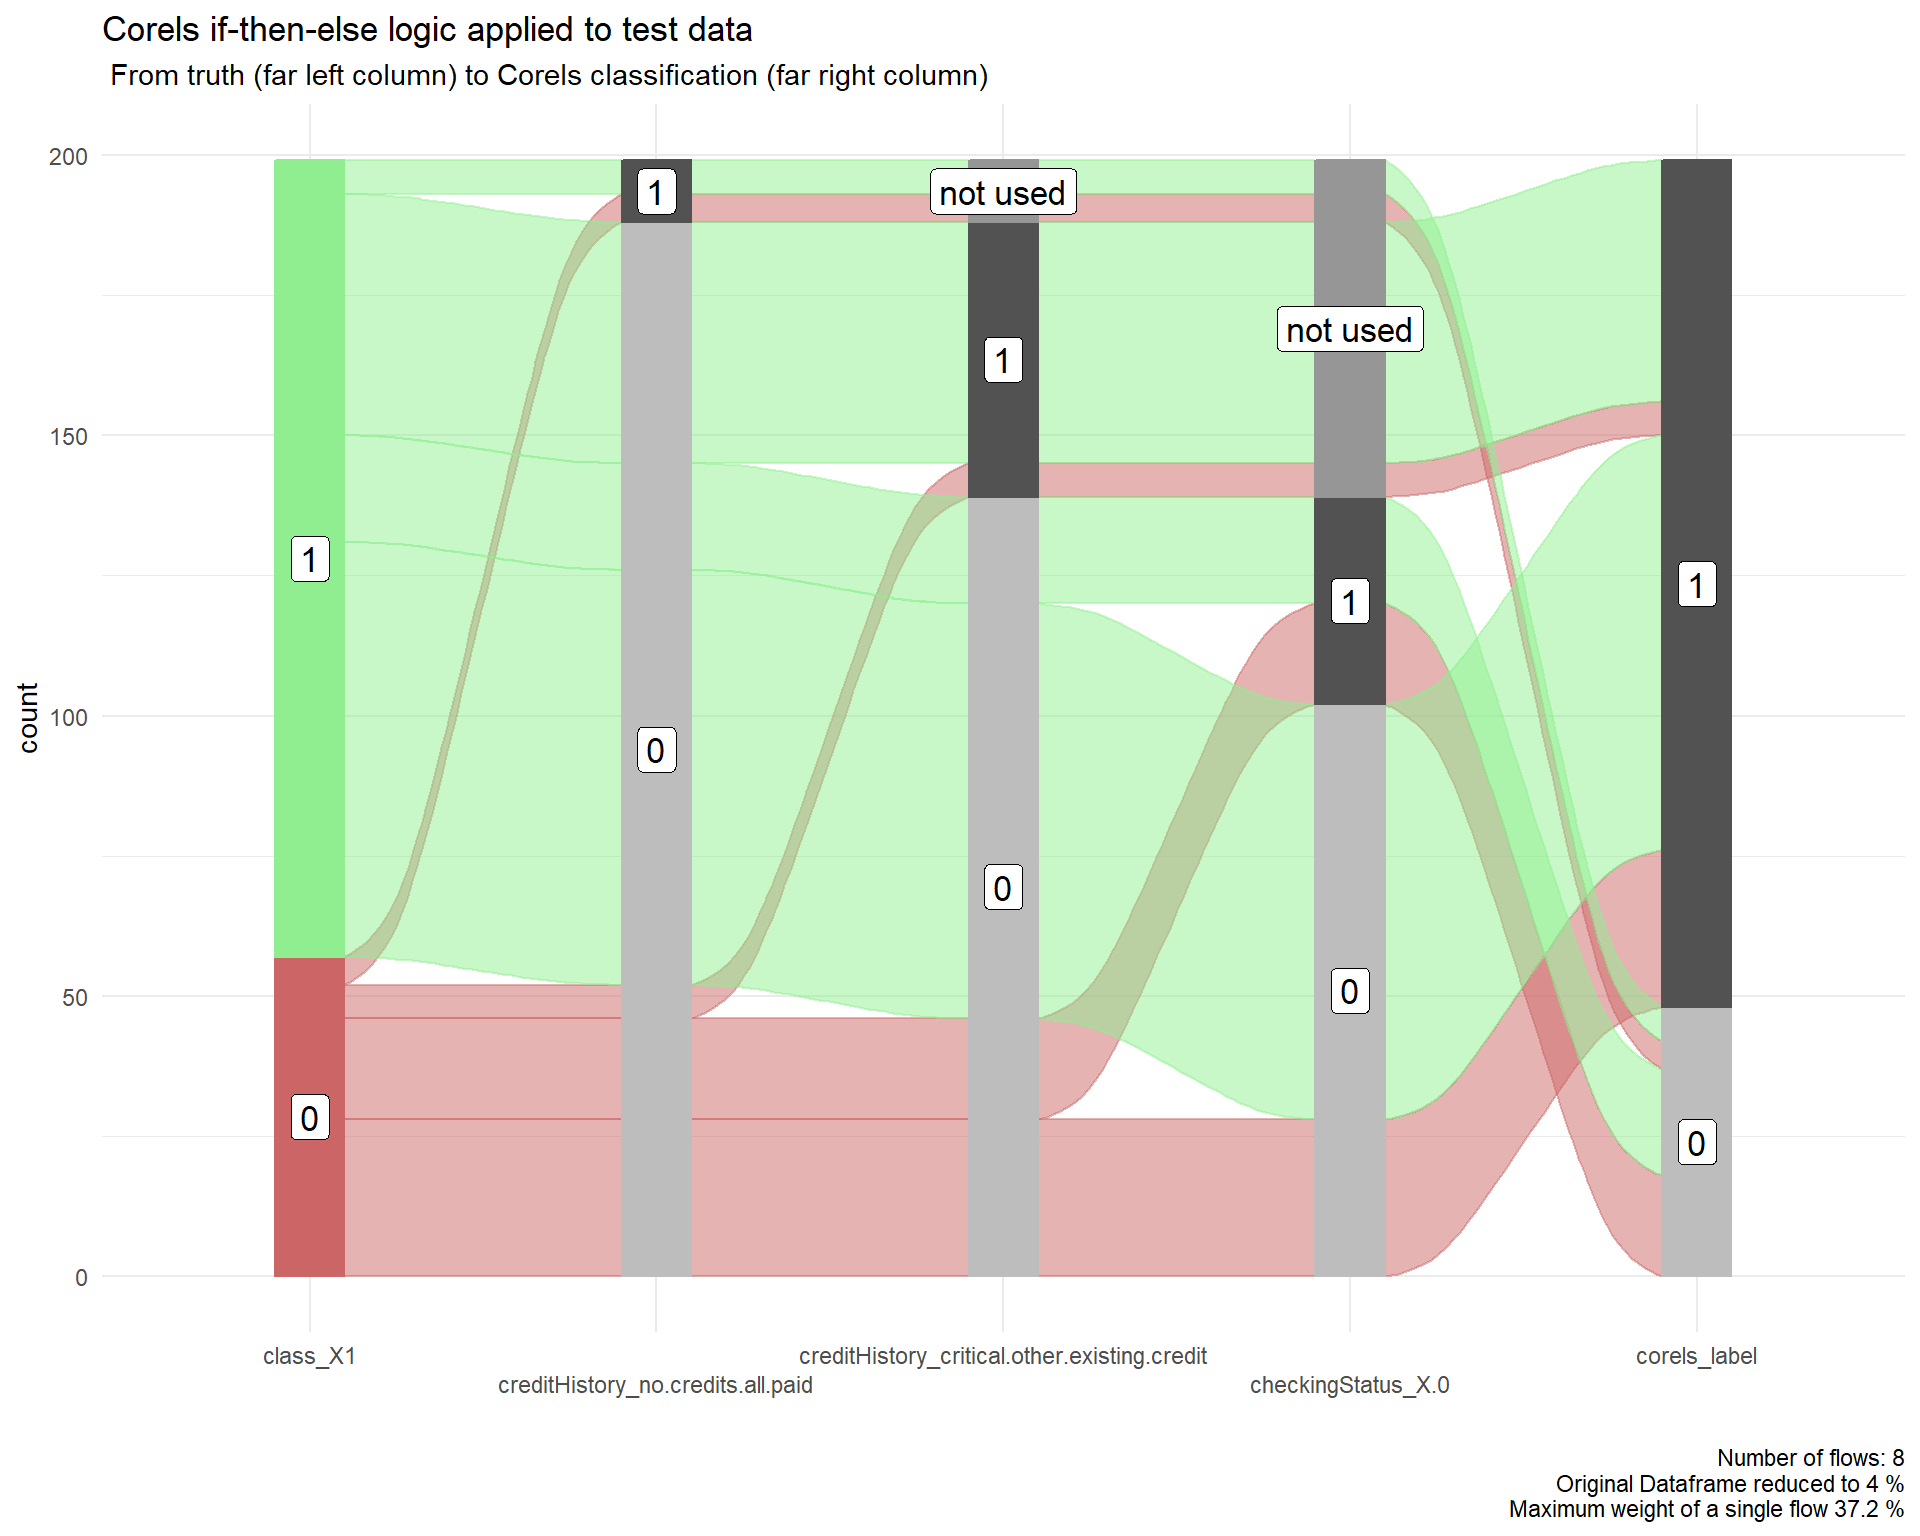 Corels if-then-else logic applied to test data
From truth (far left column) to Corels classification (far right column)
200
150
100
50
0
count
1
0
1
0
not used
1
0
not used
1
0
1
0
class_X1
creditHistory_no.credits.all.paid
creditHistory_critical.other.existing.credit
checkingStatus_X.0
corels_label
Number of flows: 8
Original Dataframe reduced to 4 %
Maximum weight of a single flow 37.2 %